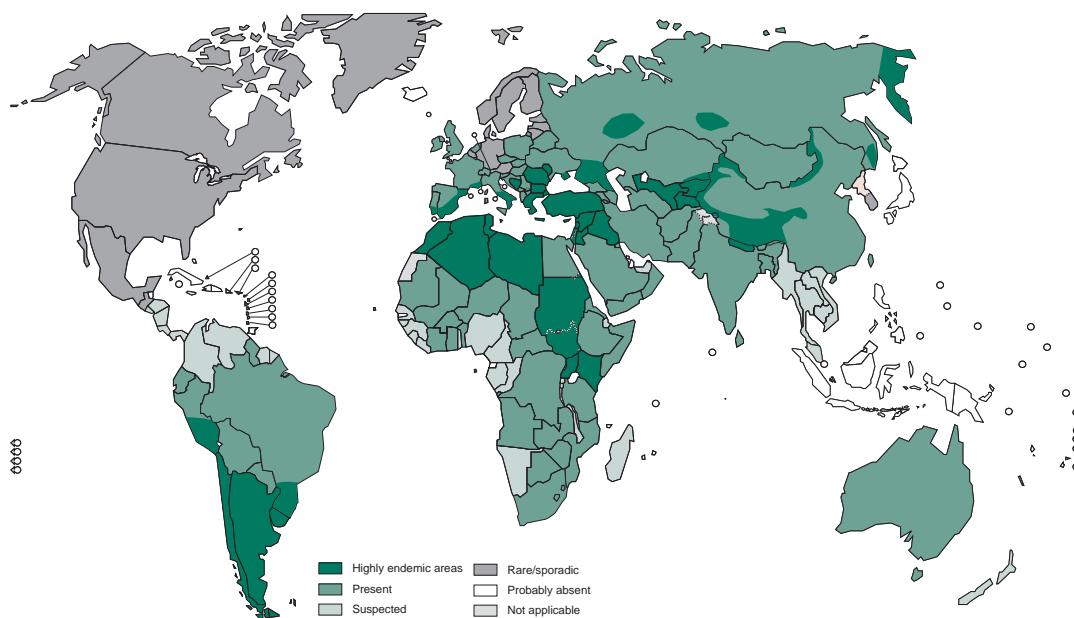 Highly endemic areas
Present
Suspected
Rare/sporadic
Probably absent
Not applicable